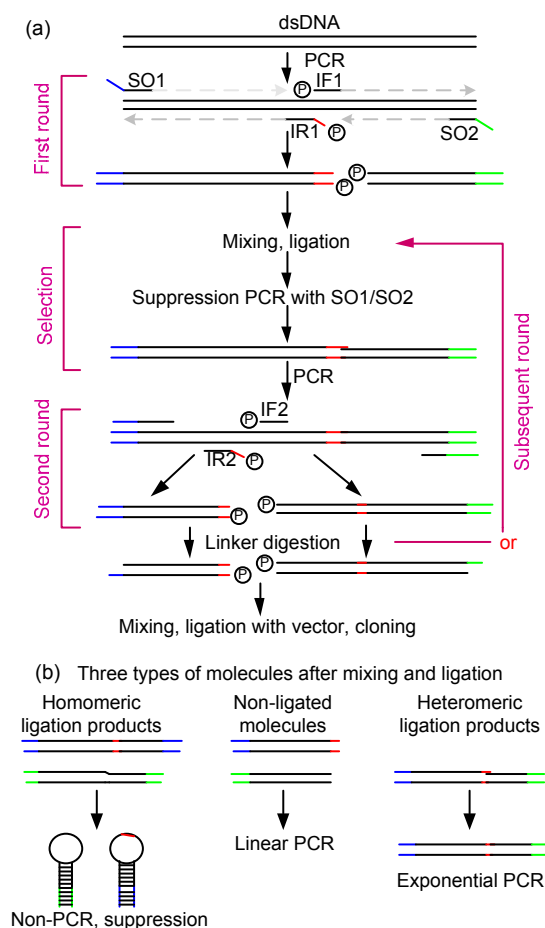 (a)
dsDNA
PCR
SO1
P
IF1
IR1
P
SO2
First round
P
P
Mixing, ligation
Selection
Suppression PCR with SO1/SO2
PCR
Subsequent round
Second round
P
IF2
IR2
P
P
P
Linker digestion
or
P
P
Mixing, ligation with vector, cloning
(b) Three types of molecules after mixing and ligation
Homomeric
ligation products
Non-ligated
molecules
Heteromeric
ligation products
Linear PCR
Exponential PCR
Non-PCR, suppression